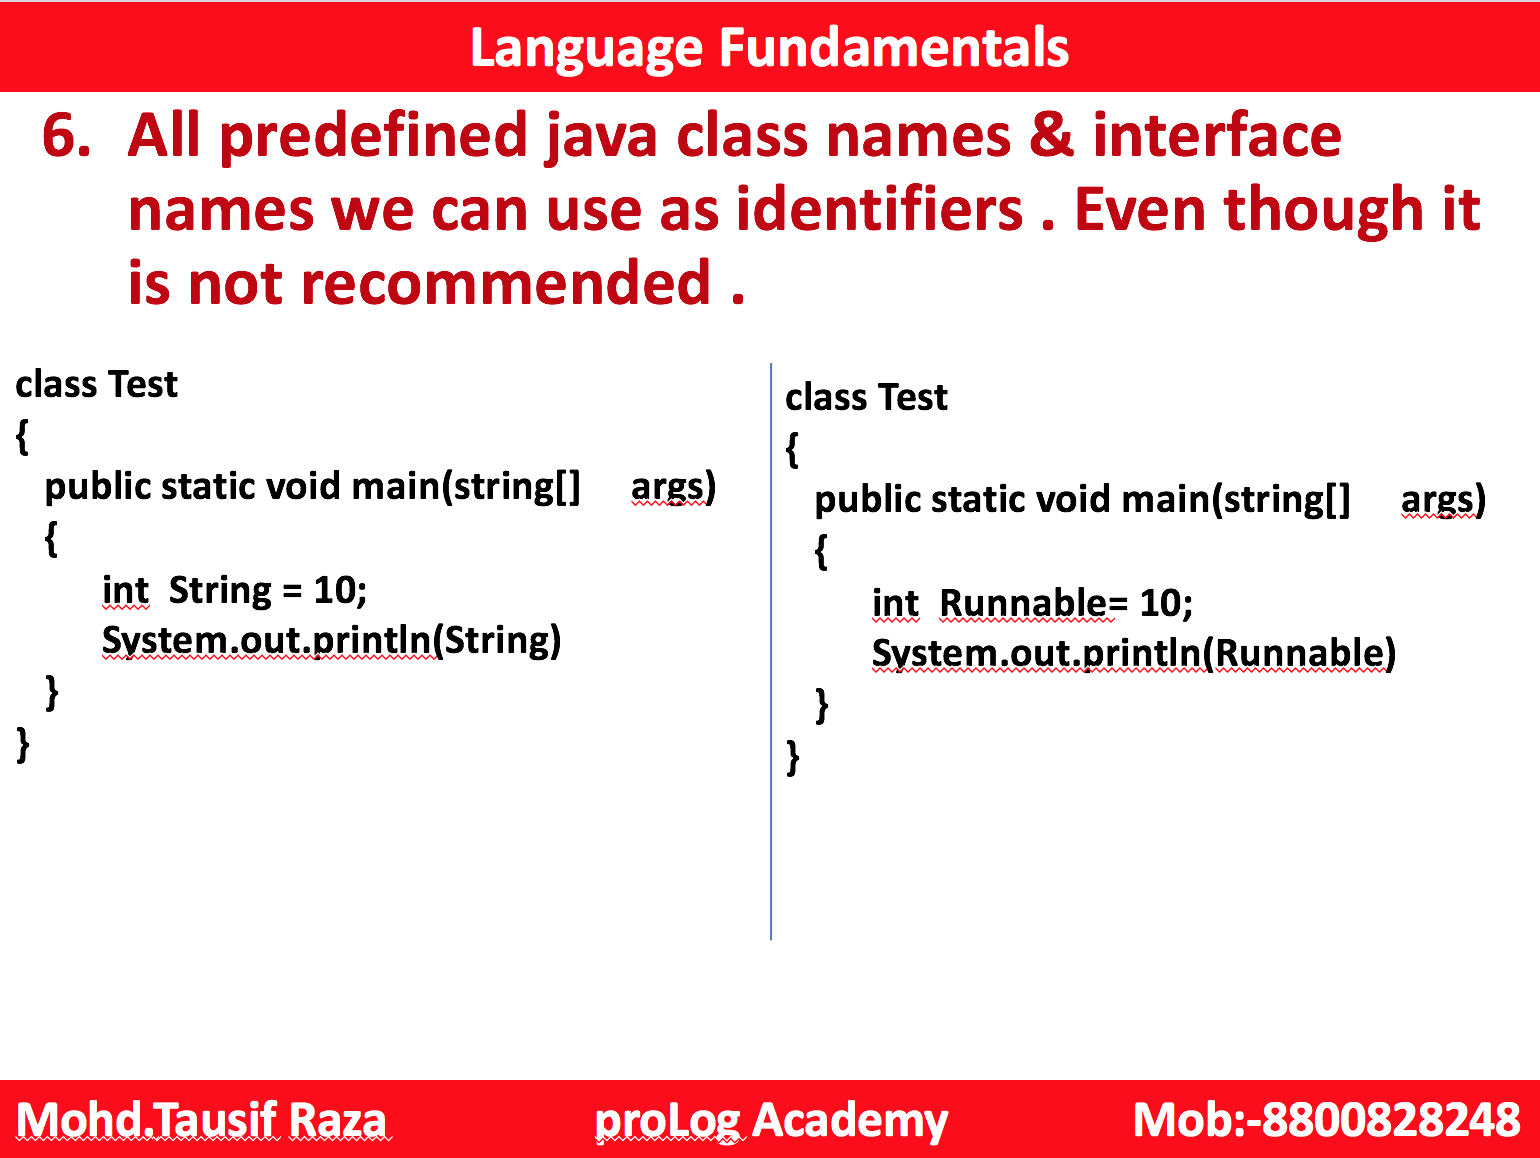 Language Fundamentals
6. All predefined java class names & interface
names we can use as identifiers . Even though it
is not recommended .
class Test
{
public static void main(string[] args)
{
int String = 10;
System.out.println(String)
}
}
class Test
{
public static void main(string[] args)
{
int Runnable= 10;
System.out.println(Runnable)
}
}
Mohd.Tausif Raza proLog Academy Mob:-8800828248